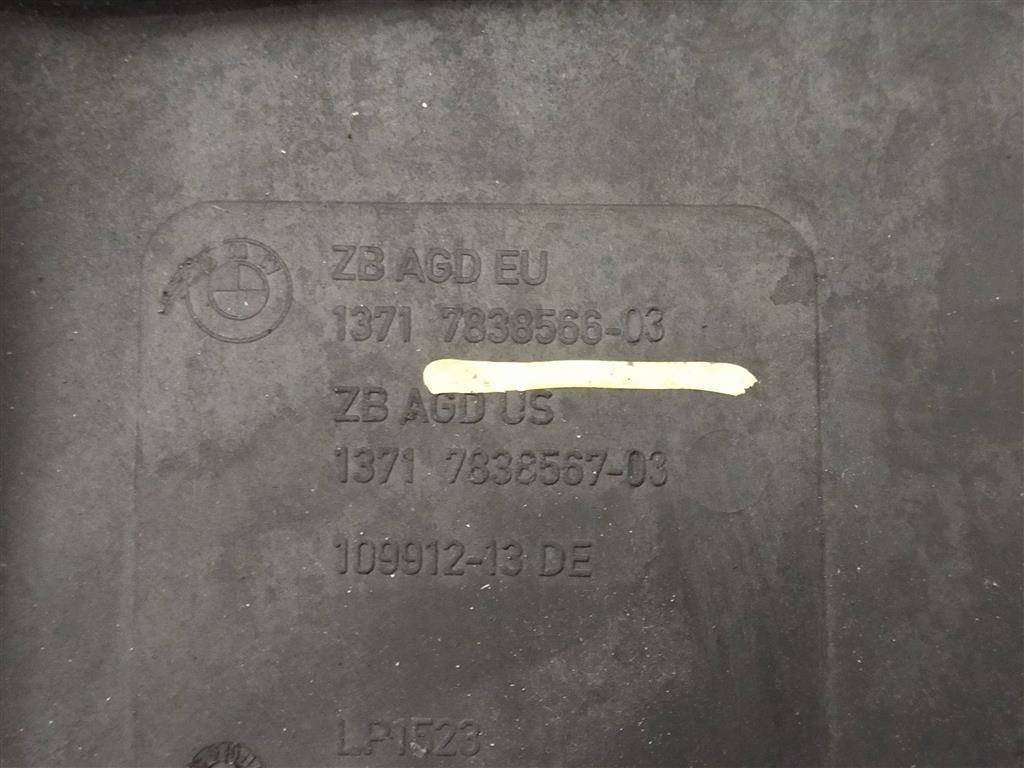 ZB AGD EU
1371 7838566-03
ZB AGD US
1371 7838567-03
109912-13 DE
LP1523